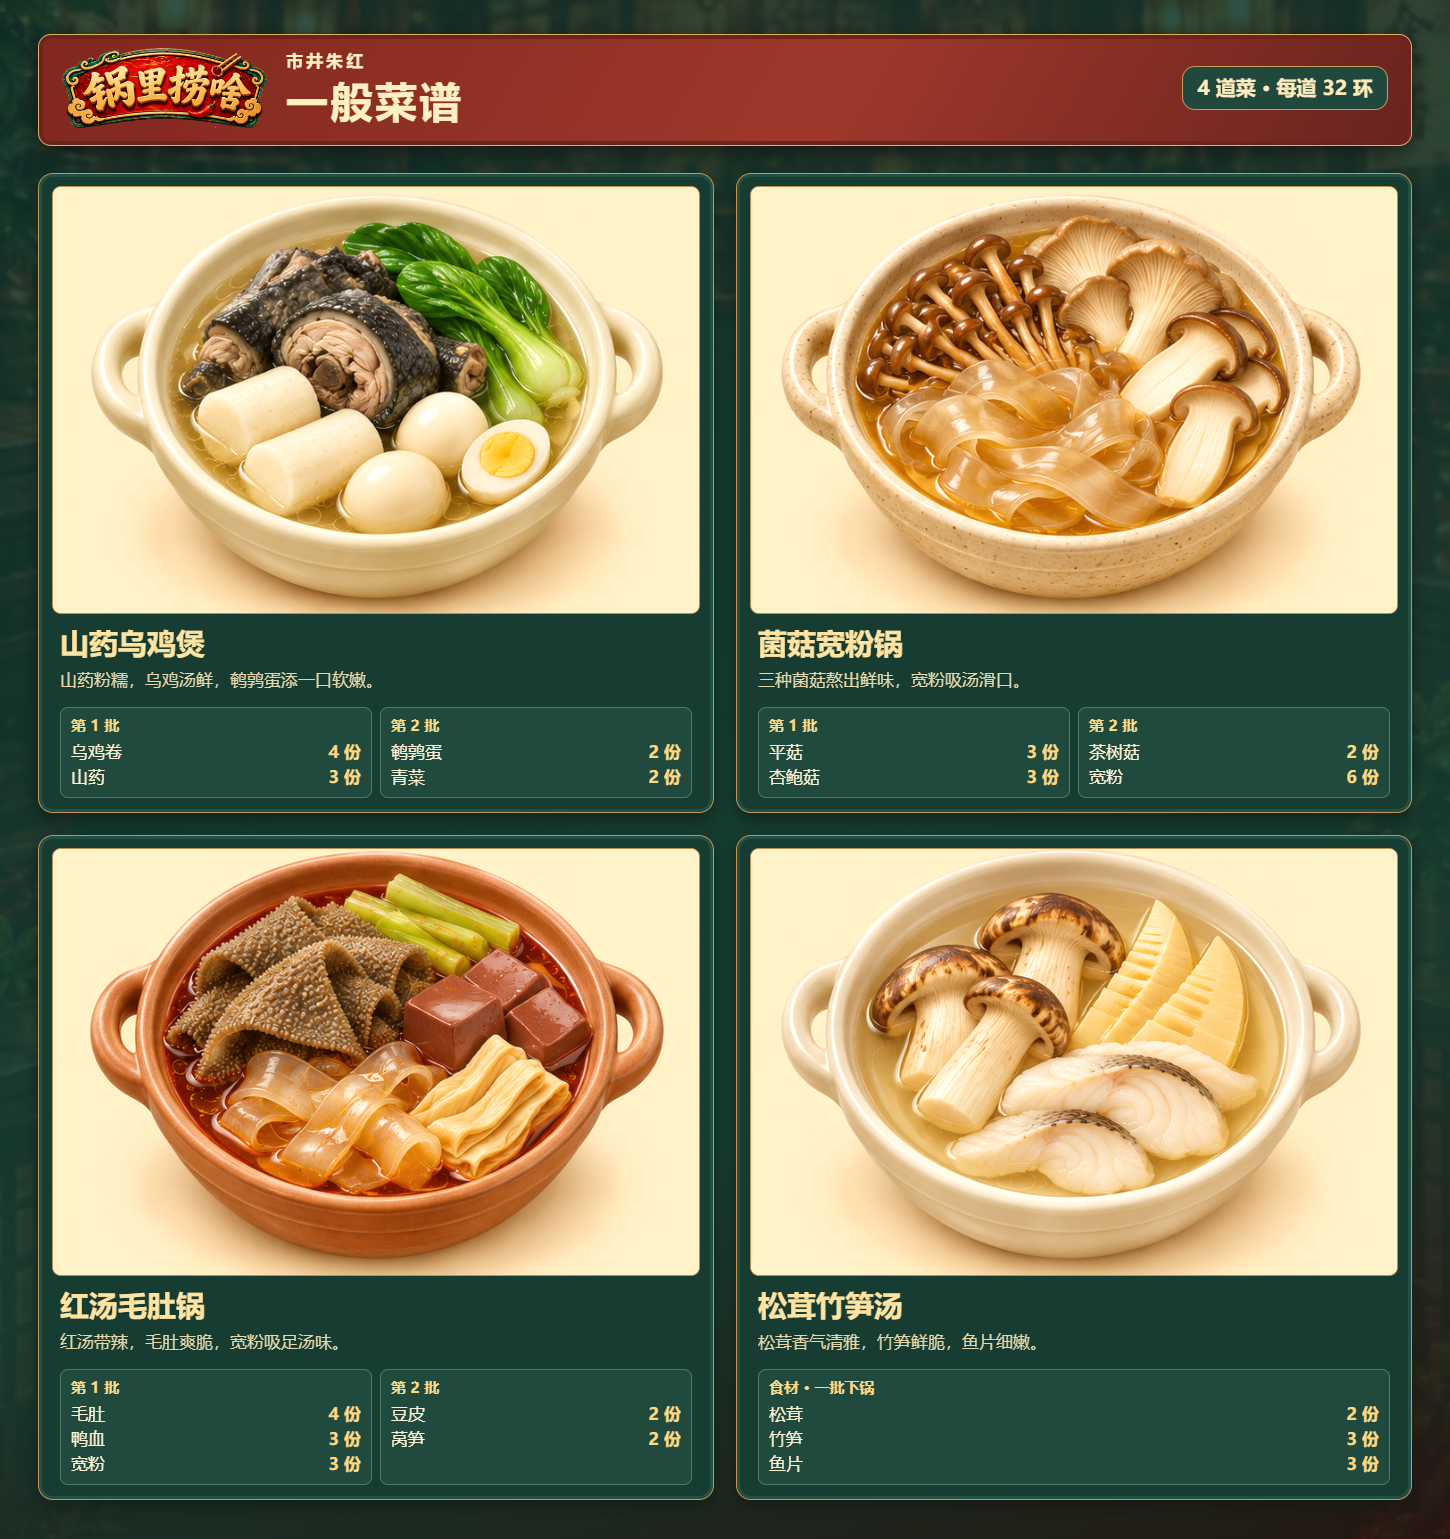 锅里捞啥
市井朱红
一般菜谱
4 道菜 • 每道 32 环
山药乌鸡煲
山药粉糯，乌鸡汤鲜，鹌鹑蛋添一口软嫩。
第 1 批
乌鸡卷 4 份
山药 3 份
第 2 批
鹌鹑蛋 2 份
青菜 2 份
菌菇宽粉锅
三种菌菇熬出鲜味，宽粉吸汤滑口。
第 1 批
平菇 3 份
杏鲍菇 3 份
第 2 批
茶树菇 2 份
宽粉 6 份
红汤毛肚锅
红汤带辣，毛肚爽脆，宽粉吸足汤味。
第 1 批
毛肚 4 份
鸭血 3 份
宽粉 3 份
第 2 批
豆皮 2 份
莴笋 2 份
松茸竹笋汤
松茸香气清雅，竹笋鲜脆，鱼片细嫩。
食材 • 一批下锅
松茸 2 份
竹笋 3 份
鱼片 3 份